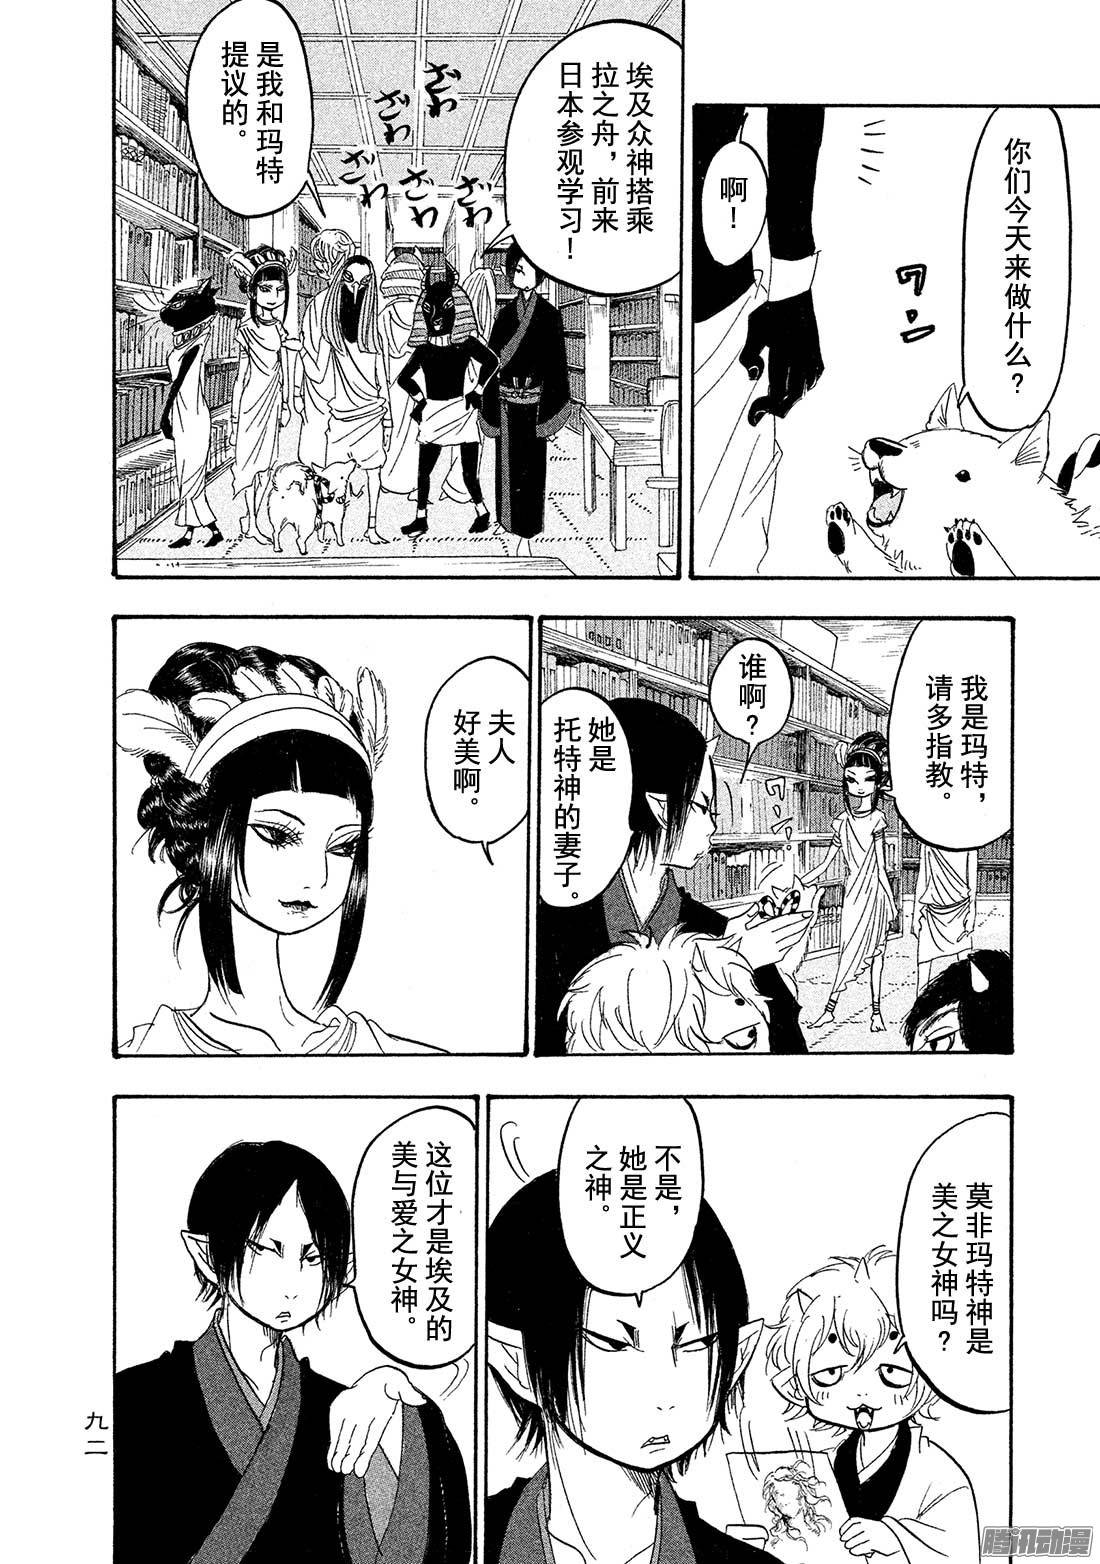 你们今天来做什么？
ワン！
啊！
埃及众神搭乘
拉之舟，前来
日本参观学习！
ざわ
ざわ
ざわ
ざわ
ざわ
是我和玛特
提议的。
我是玛特，
请多指教。
谁啊？
ワン！
她是
托特神的妻子。
夫人
好美啊。
莫非玛特神是
美之女神吗？
不是，
她是正义
之神。
这位才是埃及的
美与爱之女神。
九二
腾讯动漫